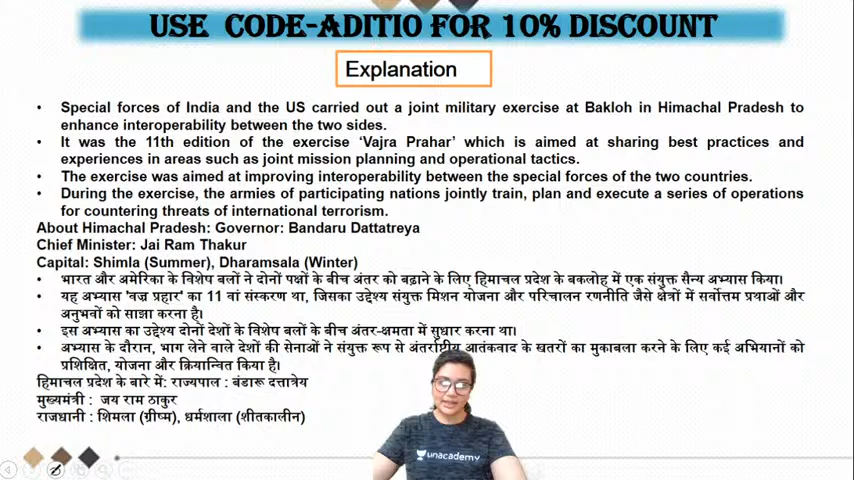 USE CODE-ADITIO FOR 10% DISCOUNT
Explanation
• Special forces of India and the US carried out a joint military exercise at Bakloh in Himachal Pradesh to
enhance interoperability between the two sides.
• It was the 11th edition of the exercise ‘Vajra Prahar’ which is aimed at sharing best practices and
experiences in areas such as joint mission planning and operational tactics.
• The exercise was aimed at improving interoperability between the special forces of the two countries.
• During the exercise, the armies of participating nations jointly train, plan and execute a series of operations
for countering threats of international terrorism.
About Himachal Pradesh: Governor: Bandaru Dattatreya
Chief Minister: Jai Ram Thakur
Capital: Shimla (Summer), Dharamsala (Winter)
• भारत और अमेरिका के विशेष बलों ने दोनों पक्षों के बीच अंतर को बढ़ाने के लिए हिमाचल प्रदेश के बकलोह में एक संयुक्त सैन्य अभ्यास किया।
• यह अभ्यास 'वज्र प्रहार' का 11 वां संस्करण था, जिसका उद्देश्य संयुक्त मिशन योजना और परिचालन रणनीति जैसे क्षेत्रों में सर्वोत्तम प्रथाओं और
अनुभवों को साझा करना है।
• इस अभ्यास का उद्देश्य दोनों देशों के विशेष बलों के बीच अंतर-क्षमता में सुधार करना था।
• अभ्यास के दौरान, भाग लेने वाले देशों की सेनाओं ने संयुक्त रूप से अंतर्राष्ट्रीय आतंकवाद के खतरों का मुकाबला करने के लिए कई अभियानों को
प्रशिक्षित, योजना और क्रियान्वित किया है।
हिमाचल प्रदेश के बारे में: राज्यपाल : बंडारू दत्तात्रेय
मुख्यमंत्री : जय राम ठाकुर
राजधानी : शिमला (ग्रीष्म), धर्मशाला (शीतकालीन)
unacademy